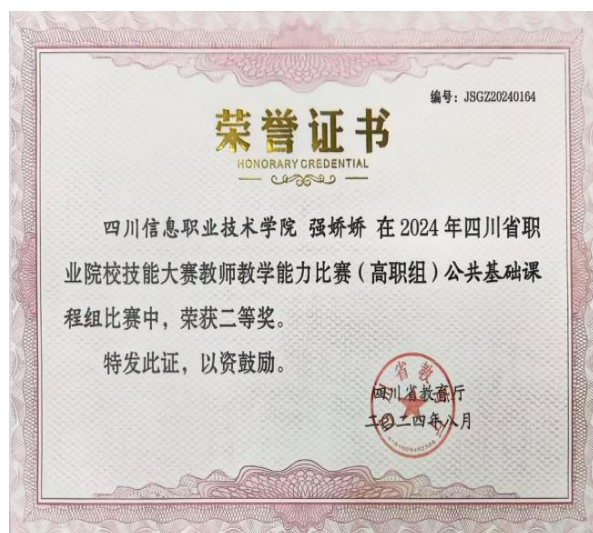 编号：JSGZ20240164
荣誉证书
HONORARY CREDENTIAL
四川信息职业技术学院 强娇娇 在 2024 年四川省职
业院校技能大赛教师教学能力比赛（高职组）公共基础课
程组比赛中，荣获二等奖。
特发此证，以资鼓励。
四川省教育厅
二〇二四年八月